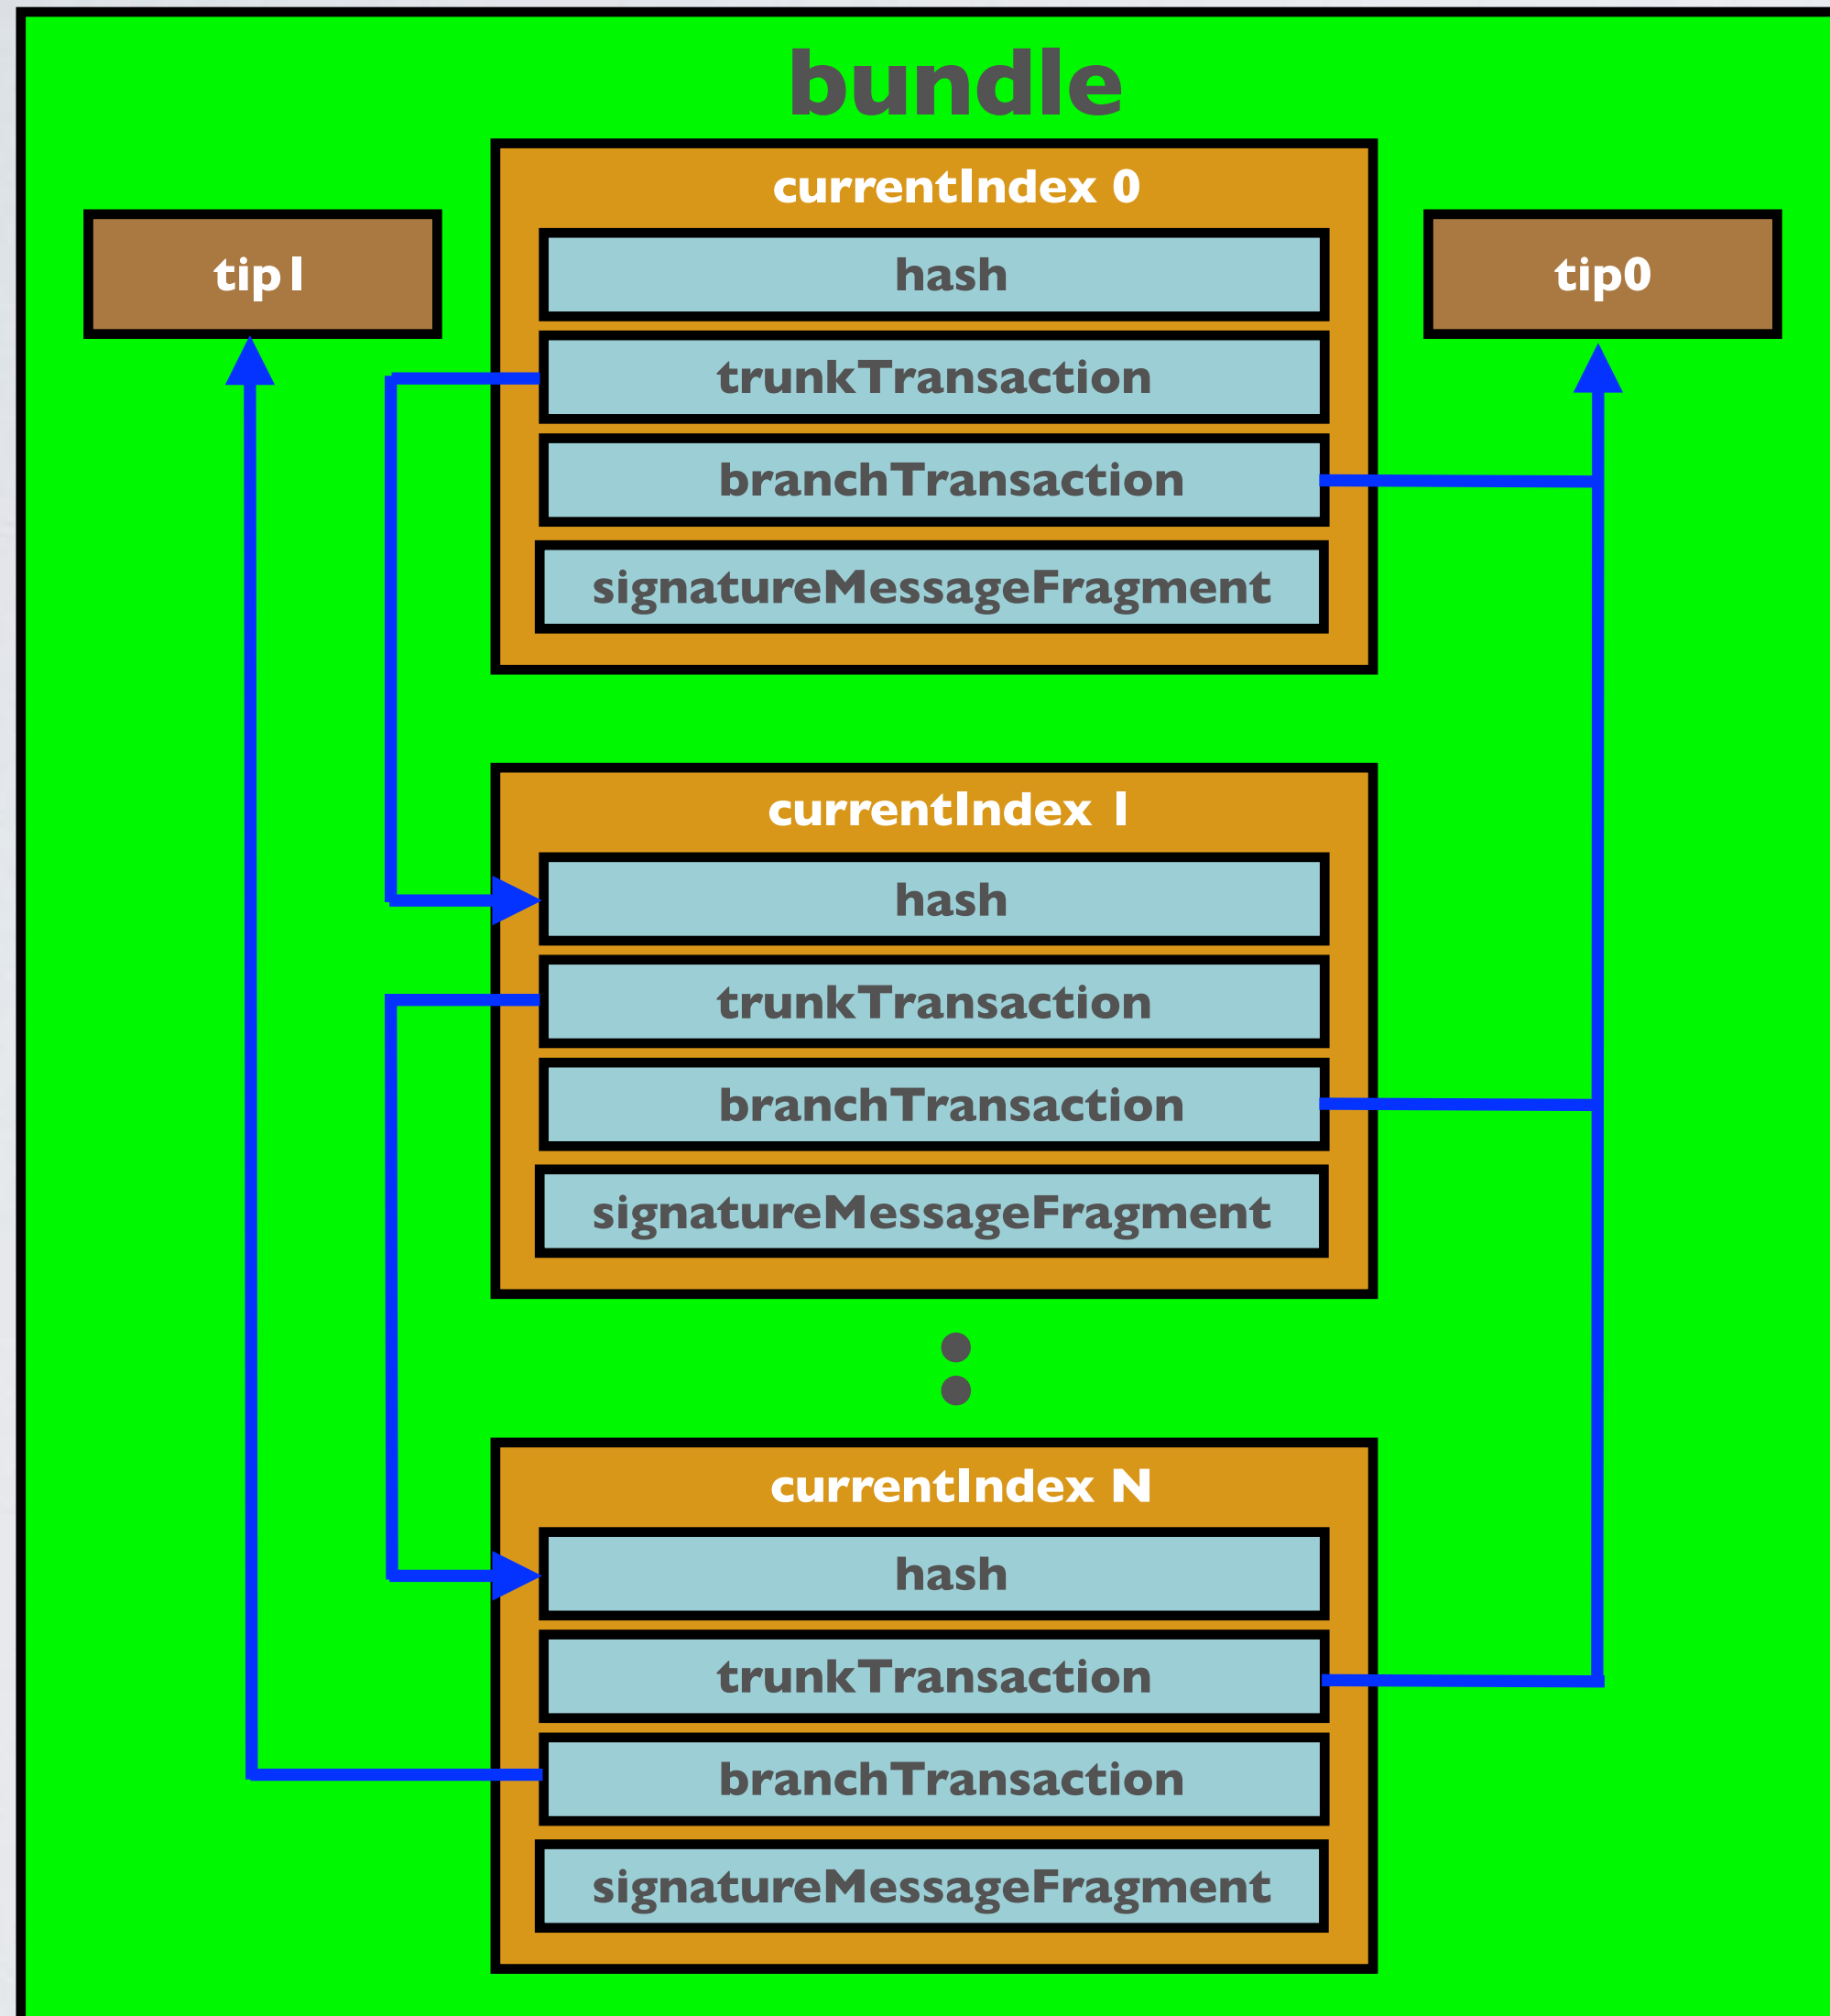 bundle
currentIndex 0
tip1
hash
tip0
trunkTransaction
branchTransaction
signatureMessageFragment
currentIndex 1
hash
trunkTransaction
branchTransaction
signatureMessageFragment
currentIndex N
hash
trunkTransaction
branchTransaction
signatureMessageFragment